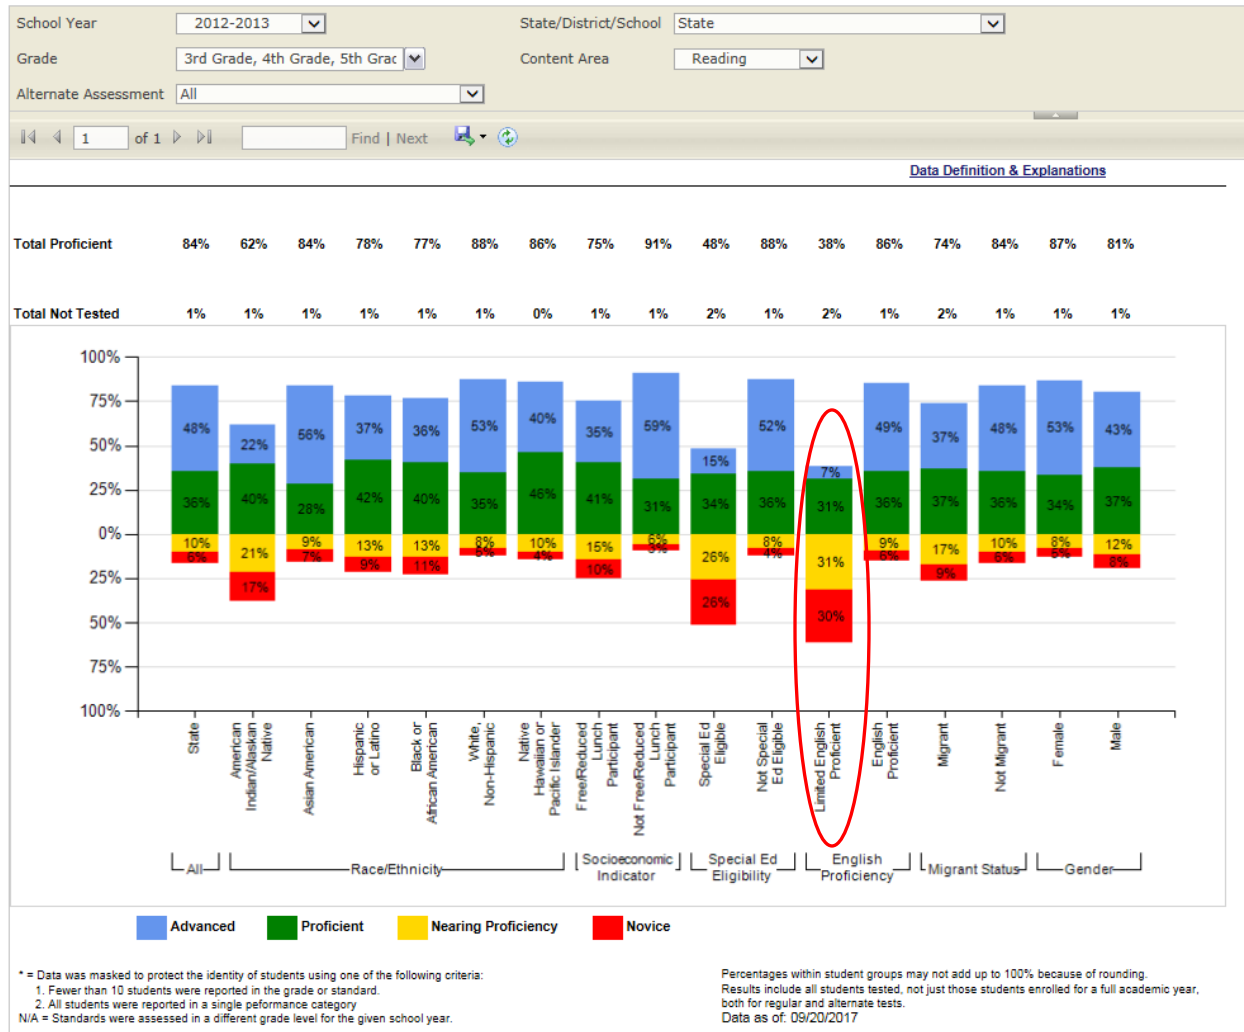 School Year 2012-2013 State/District/School State
Grade 3rd Grade, 4th Grade, 5th Grac Content Area Reading
Alternate Assessment All
1 of 1 Find | Next
Data Definition & Explanations
Total Proficient 84% 62% 84% 78% 77% 88% 86% 75% 91% 48% 88% 38% 86% 74% 84% 87% 81%
Total Not Tested 1% 1% 1% 1% 1% 1% 0% 1% 1% 2% 1% 2% 1% 2% 1% 1% 1%
100%
75%
50%
25%
0%
25%
50%
75%
100%
48% 22% 56% 37% 36% 53% 40% 35% 59% 15% 52% 7% 49% 37% 48% 53% 43%
36% 40% 28% 42% 40% 35% 46% 41% 31% 34% 36% 31% 36% 37% 36% 34% 37%
10% 21% 9% 13% 13% 8% 10% 15% 6% 26% 8% 31% 9% 17% 10% 8% 12%
6% 17% 7% 9% 11% 5% 4% 10% 3% 26% 4% 30% 6% 9% 6% 5% 8%
State
American
Indian/Alaskan
Native
Asian American
Hispanic
or Latino
Black or
African American
White,
Non-Hispanic
Native
Hawaiian or
Pacific Islander
Free/Reduced
Lunch
Participant
Not Free/Reduced
Lunch
Participant
Special Ed
Eligible
Not Special
Ed Eligible
Limited English
Proficient
English
Proficient
Migrant
Not Migrant
Female
Male
All
Race/Ethnicity
Socioeconomic
Indicator
Special Ed
Eligibility
English
Proficiency
Migrant Status
Gender
Advanced Proficient Nearing Proficiency Novice
* = Data was masked to protect the identity of students using one of the following criteria:
1. Fewer than 10 students were reported in the grade or standard.
2. All students were reported in a single peformance category
N/A = Standards were assessed in a different grade level for the given school year.
Percentages within student groups may not add up to 100% because of rounding.
Results include all students tested, not just those students enrolled for a full academic year,
both for regular and alternate tests.
Data as of: 09/20/2017